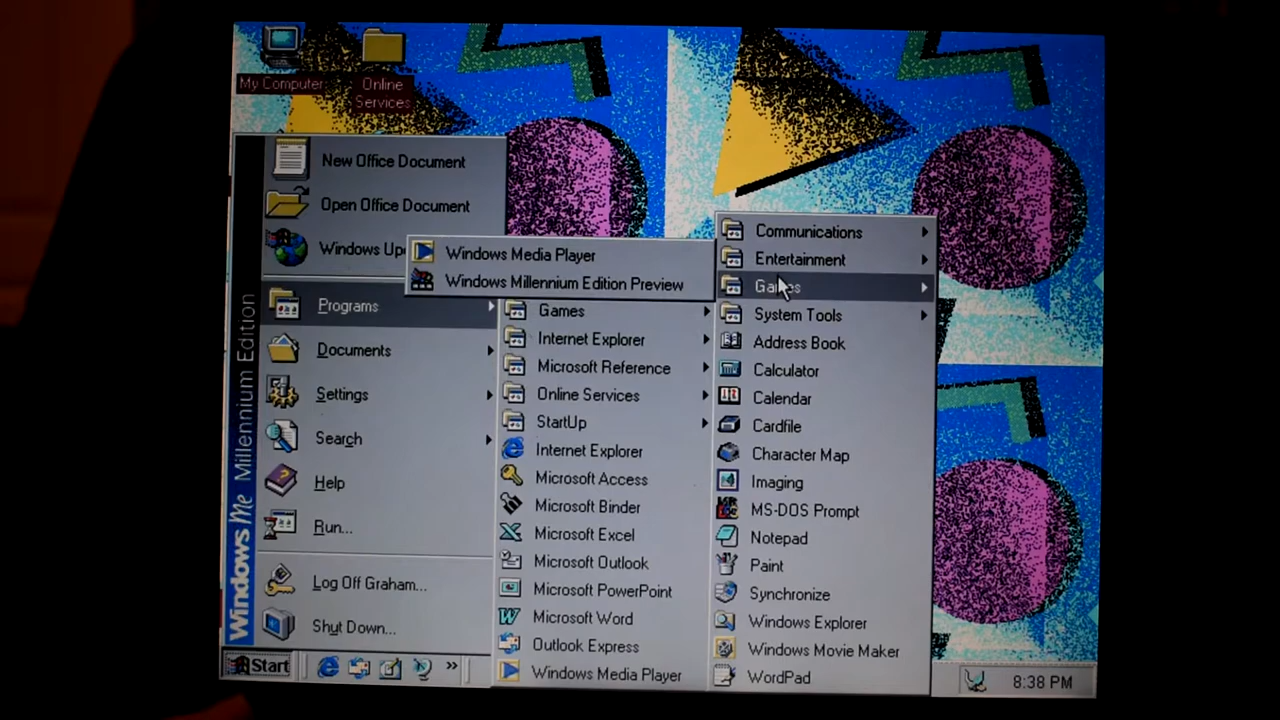 My Computer
Online
Services
New Office Document
Open Office Document
Windows Up
Programs
Documents
Settings
Search
Help
Run...
Log Off Graham...
Shut Down...
Windows Me Millennium Edition
Windows Media Player
Windows Millennium Edition Preview
Games
Internet Explorer
Microsoft Reference
Online Services
StartUp
Internet Explorer
Microsoft Access
Microsoft Binder
Microsoft Excel
Microsoft Outlook
Microsoft PowerPoint
Microsoft Word
Outlook Express
Windows Media Player
Communications
Entertainment
Games
System Tools
Address Book
Calculator
Calendar
Cardfile
Character Map
Imaging
MS-DOS Prompt
Notepad
Paint
Synchronize
Windows Explorer
Windows Movie Maker
WordPad
Start
»
8:38 PM